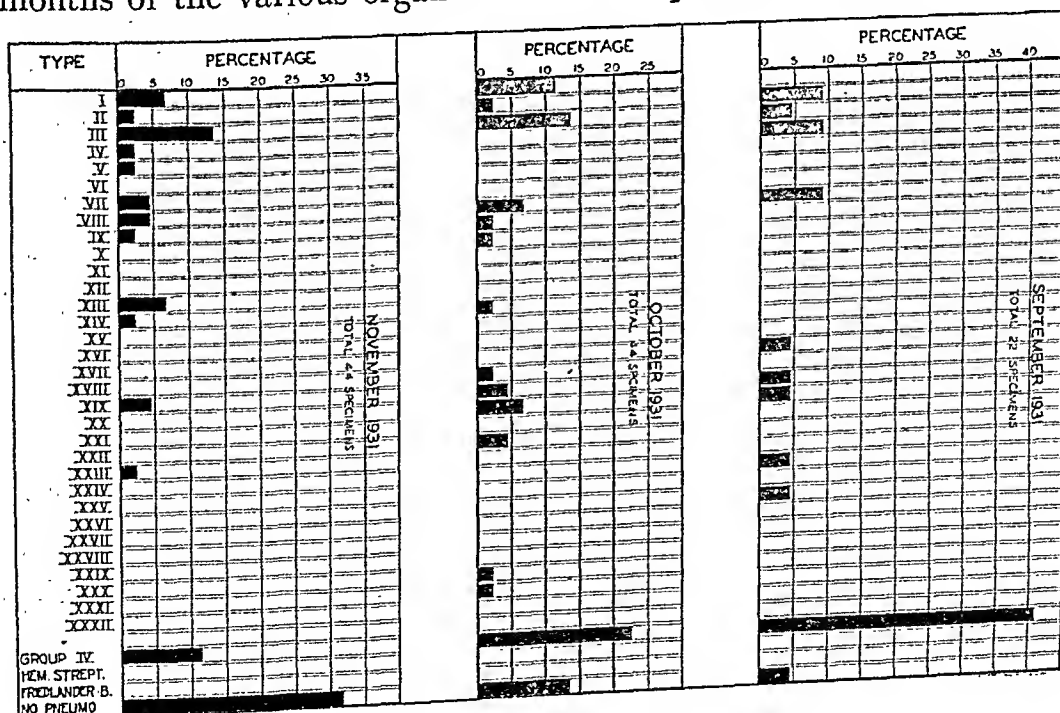 months of the various organ
TYPE PERCENTAGE PERCENTAGE PERCENTAGE
0 5 10 15 20 25 30 35 0 5 10 15 20 25 0 5 10 15 20 25 30 35 40
I
II
III
IV.
V.
VI
VII
VIII
IX
X
XI
XII
XIII
XIV.
XV
XVI
XVII
XVIII
XIX
XX
XXI
XXII
XXIII
XXIV.
XXV.
XXVI
XXVII
XXVIII
XXIX
XXX
XXXI
XXXII
GROUP IV.
HEM. STREPT.
FRIEDLANDER B.
NO PNEUMO
NOVEMBER 1931
TOTAL 44 SPECIMENS
OCTOBER 1931
TOTAL 44 SPECIMENS
SEPTEMBER 1931
TOTAL 22 SPECIMENS